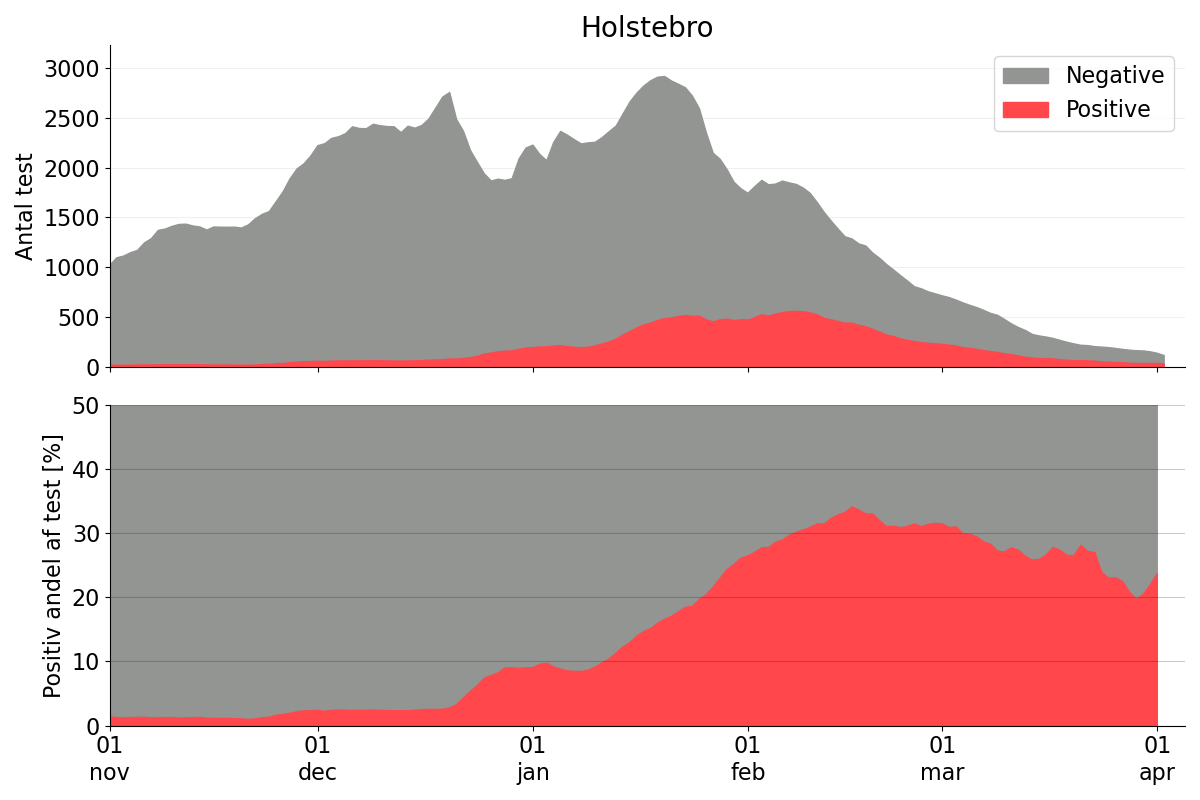 Holstebro
Negative
Positive
Antal test
3000
2500
2000
1500
1000
500
0
Positiv andel af test [%]
50
40
30
20
10
0
01 01 01 01 01 01
nov dec jan feb mar apr